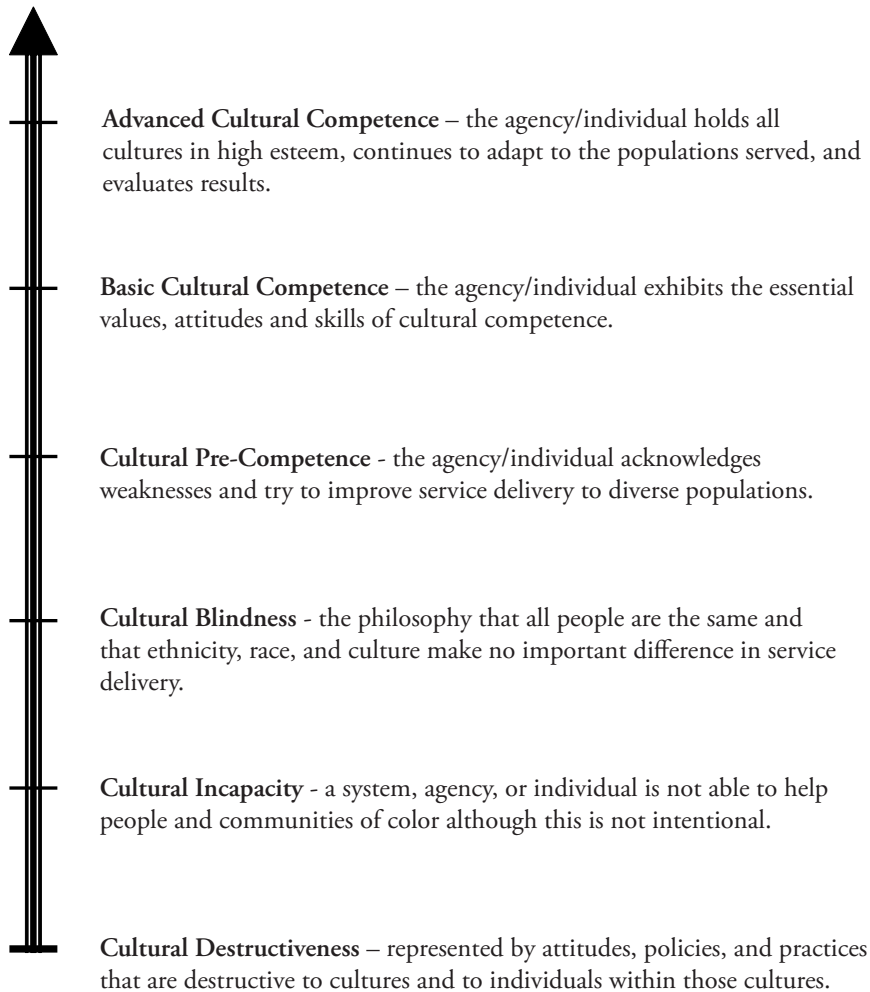 Advanced Cultural Competence – the agency/individual holds all
cultures in high esteem, continues to adapt to the populations served, and
evaluates results.
Basic Cultural Competence – the agency/individual exhibits the essential
values, attitudes and skills of cultural competence.
Cultural Pre-Competence - the agency/individual acknowledges
weaknesses and try to improve service delivery to diverse populations.
Cultural Blindness - the philosophy that all people are the same and
that ethnicity, race, and culture make no important difference in service
delivery.
Cultural Incapacity - a system, agency, or individual is not able to help
people and communities of color although this is not intentional.
Cultural Destructiveness – represented by attitudes, policies, and practices
that are destructive to cultures and to individuals within those cultures.